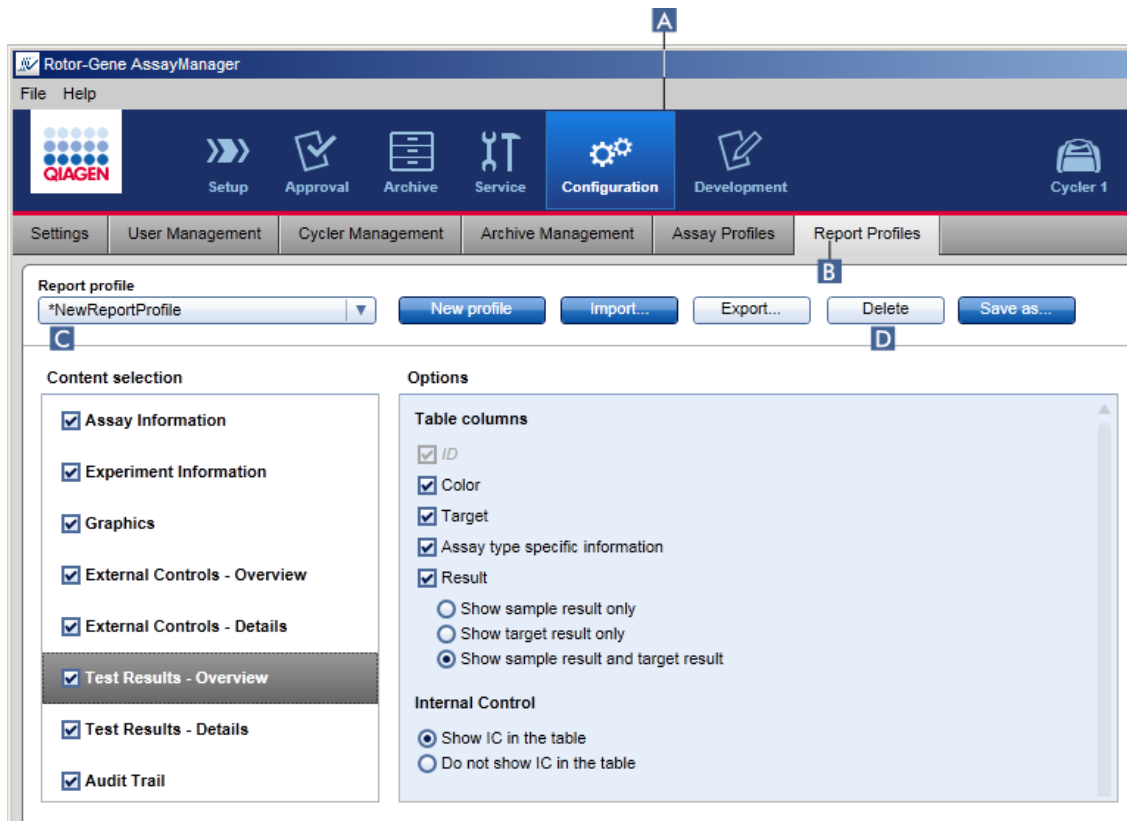 A
Rotor-Gene AssayManager
File Help
QIAGEN
Setup Approval Archive Service Configuration Development Cycler 1
Settings User Management Cycler Management Archive Management Assay Profiles Report Profiles
B
Report profile
*NewReportProfile New profile Import... Export... Delete Save as...
C D
Content selection
Assay Information
Experiment Information
Graphics
External Controls - Overview
External Controls - Details
Test Results - Overview
Test Results - Details
Audit Trail
Options
Table columns
ID
Color
Target
Assay type specific information
Result
Show sample result only
Show target result only
Show sample result and target result
Internal Control
Show IC in the table
Do not show IC in the table